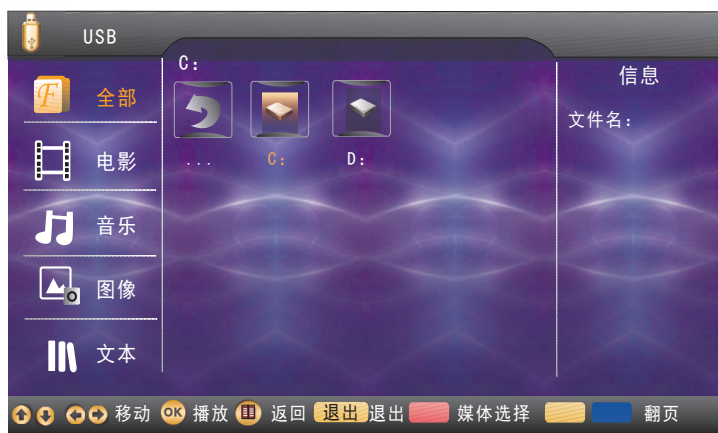 USB
C:
全部
电影
音乐
图像
文本
... C: D:
信息
文件名:
移动 OK 播放 返回 退出 退出 媒体选择 翻页